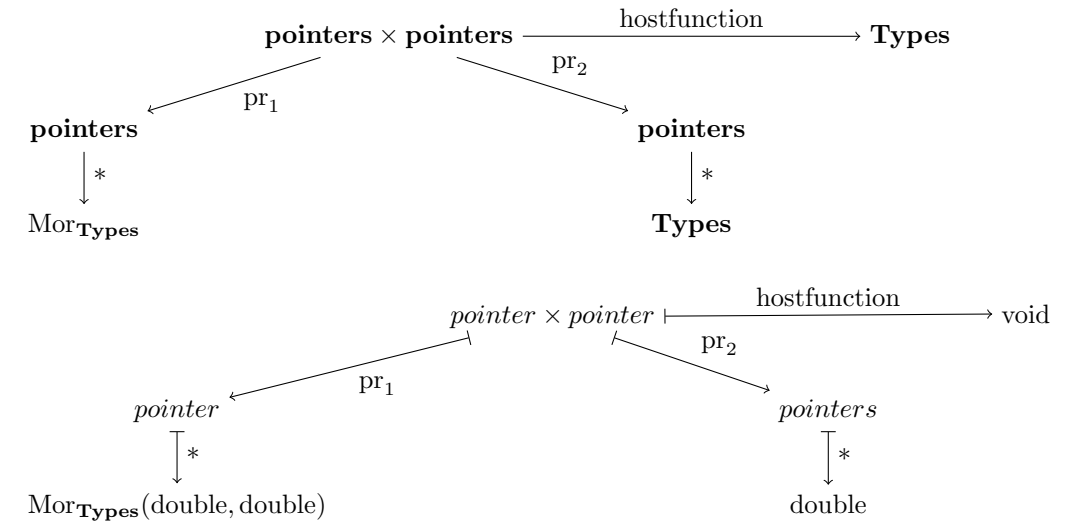 hostfunction
pointers × pointers Types
pr₂
pr₁
pointers pointers
* *
Mor_Types Types
hostfunction
pointer × pointer void
pr₂
pr₁
pointer pointers
* *
Mor_Types(double, double) double